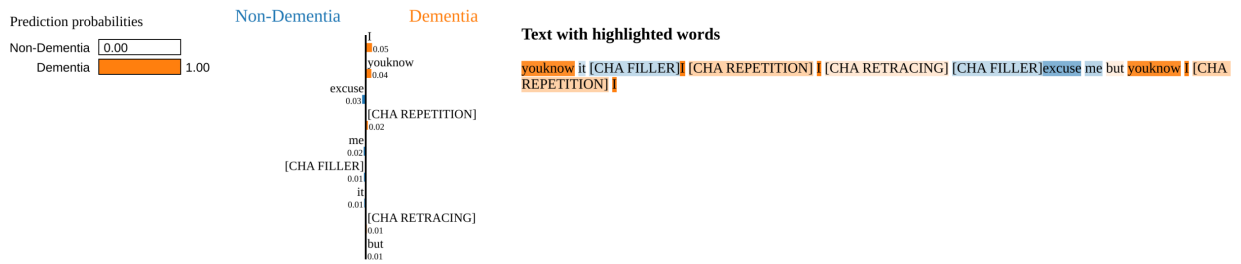 Prediction probabilities
Non-Dementia 0.00
Dementia 1.00
Non-Dementia Dementia
I
0.05
youknow
0.04
excuse
0.03
[CHA REPETITION]
0.02
me
0.02
[CHA FILLER]
0.01
it
0.01
[CHA RETRACING]
0.01
but
0.01
Text with highlighted words
youknow it [CHA FILLER]I [CHA REPETITION] I [CHA RETRACING] [CHA FILLER]excuse me but youknow I [CHA
REPETITION] I